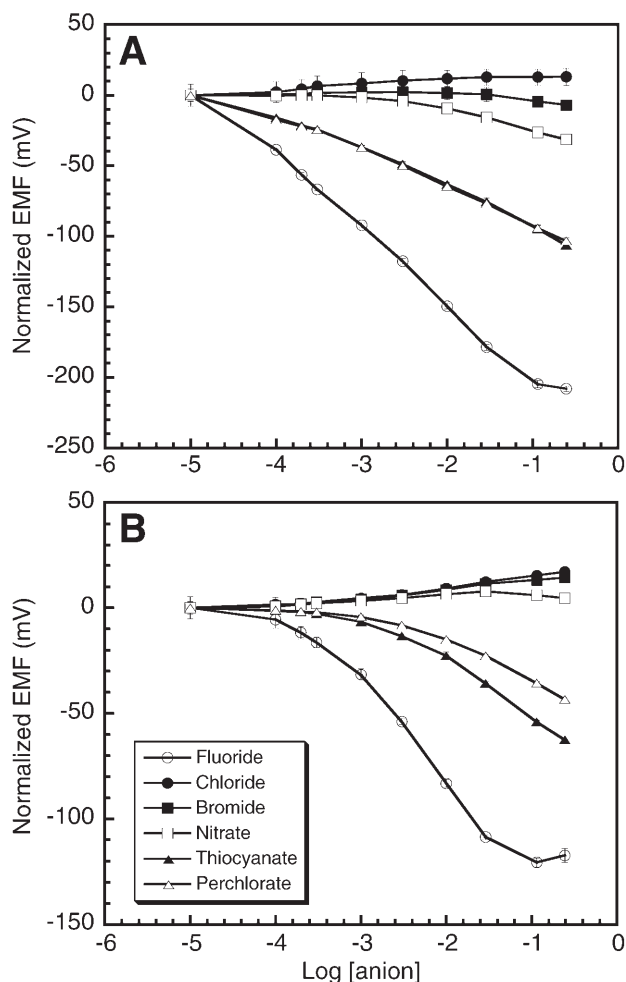 50
A
0
-50
-100
-150
-200
-250
Normalized EMF (mV)
-6 -5 -4 -3 -2 -1 0
50
B
0
-50
-100
-150
Normalized EMF (mV)
Fluoride
Chloride
Bromide
Nitrate
Thiocyanate
Perchlorate
-6 -5 -4 -3 -2 -1 0
Log [anion]